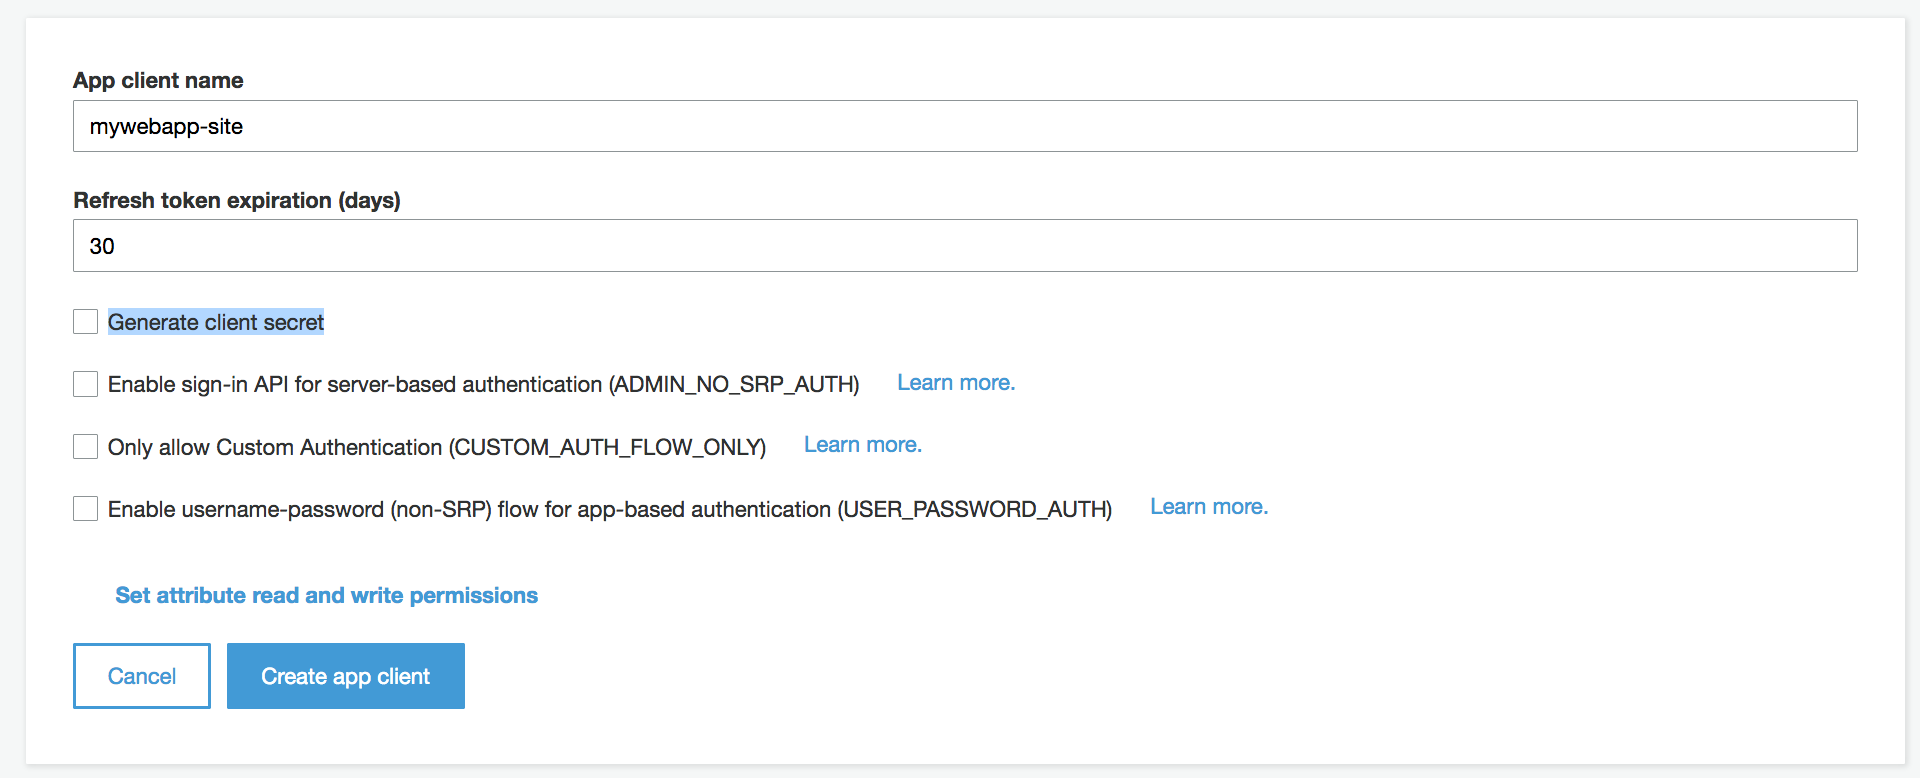 App client name
mywebapp-site
Refresh token expiration (days)
30
Generate client secret
Enable sign-in API for server-based authentication (ADMIN_NO_SRP_AUTH) Learn more.
Only allow Custom Authentication (CUSTOM_AUTH_FLOW_ONLY) Learn more.
Enable username-password (non-SRP) flow for app-based authentication (USER_PASSWORD_AUTH) Learn more.
Set attribute read and write permissions
Cancel Create app client